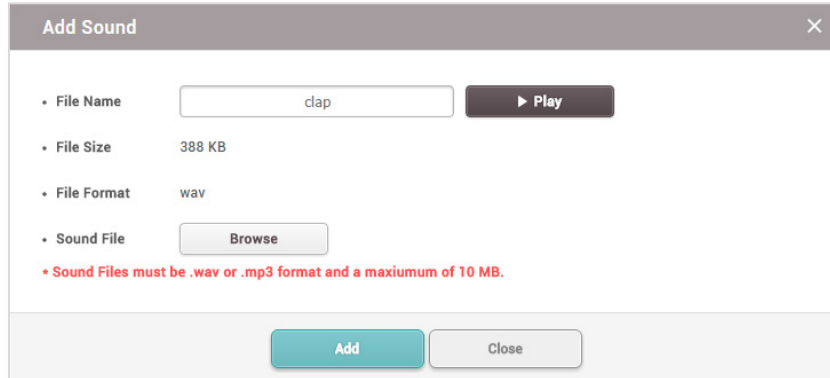 Add Sound
• File Name clap ▶ Play
• File Size 388 KB
• File Format wav
• Sound File Browse
* Sound Files must be .wav or .mp3 format and a maxiumum of 10 MB.
Add Close